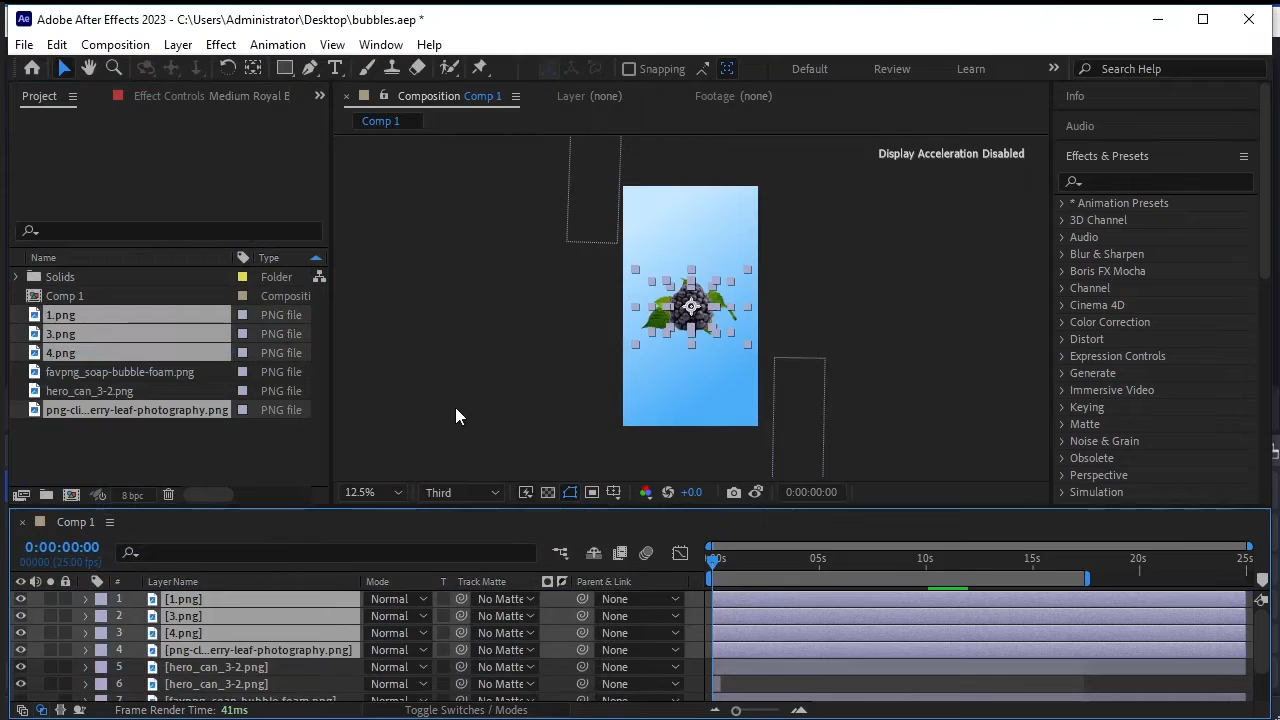 Adobe After Effects 2023 - C:\Users\Administrator\Desktop\bubbles.aep *
File Edit Composition Layer Effect Animation View Window Help
Snapping Default Review Learn Search Help
Project Effect Controls Medium Royal B
Composition Comp 1 Layer (none) Footage (none)
Comp 1
Info
Audio
Effects & Presets
Display Acceleration Disabled
Name Type
Solids Folder
Comp 1 Compositi
1.png PNG file
3.png PNG file
4.png PNG file
favpng_soap-bubble-foam.png PNG file
hero_can_3-2.png PNG file
png-cli...erry-leaf-photography.png PNG file
8 bpc
12.5% Third +0.0 0:00:00:00
* Animation Presets
3D Channel
Audio
Blur & Sharpen
Boris FX Mocha
Channel
Cinema 4D
Color Correction
Distort
Expression Controls
Generate
Immersive Video
Keying
Matte
Noise & Grain
Obsolete
Perspective
Simulation
Comp 1
0:00:00:00
00000 (25.00 fps)
05s 10s 15s 20s 25s
# Layer Name Mode T Track Matte Parent & Link
1 [1.png] Normal No Matte None
2 [3.png] Normal No Matte None
3 [4.png] Normal No Matte None
4 [png-cl...erry-leaf-photography.png] Normal No Matte None
5 [hero_can_3-2.png] Normal No Matte None
6 [hero_can_3-2.png] Normal No Matte None
Frame Render Time: 41ms Toggle Switches / Modes